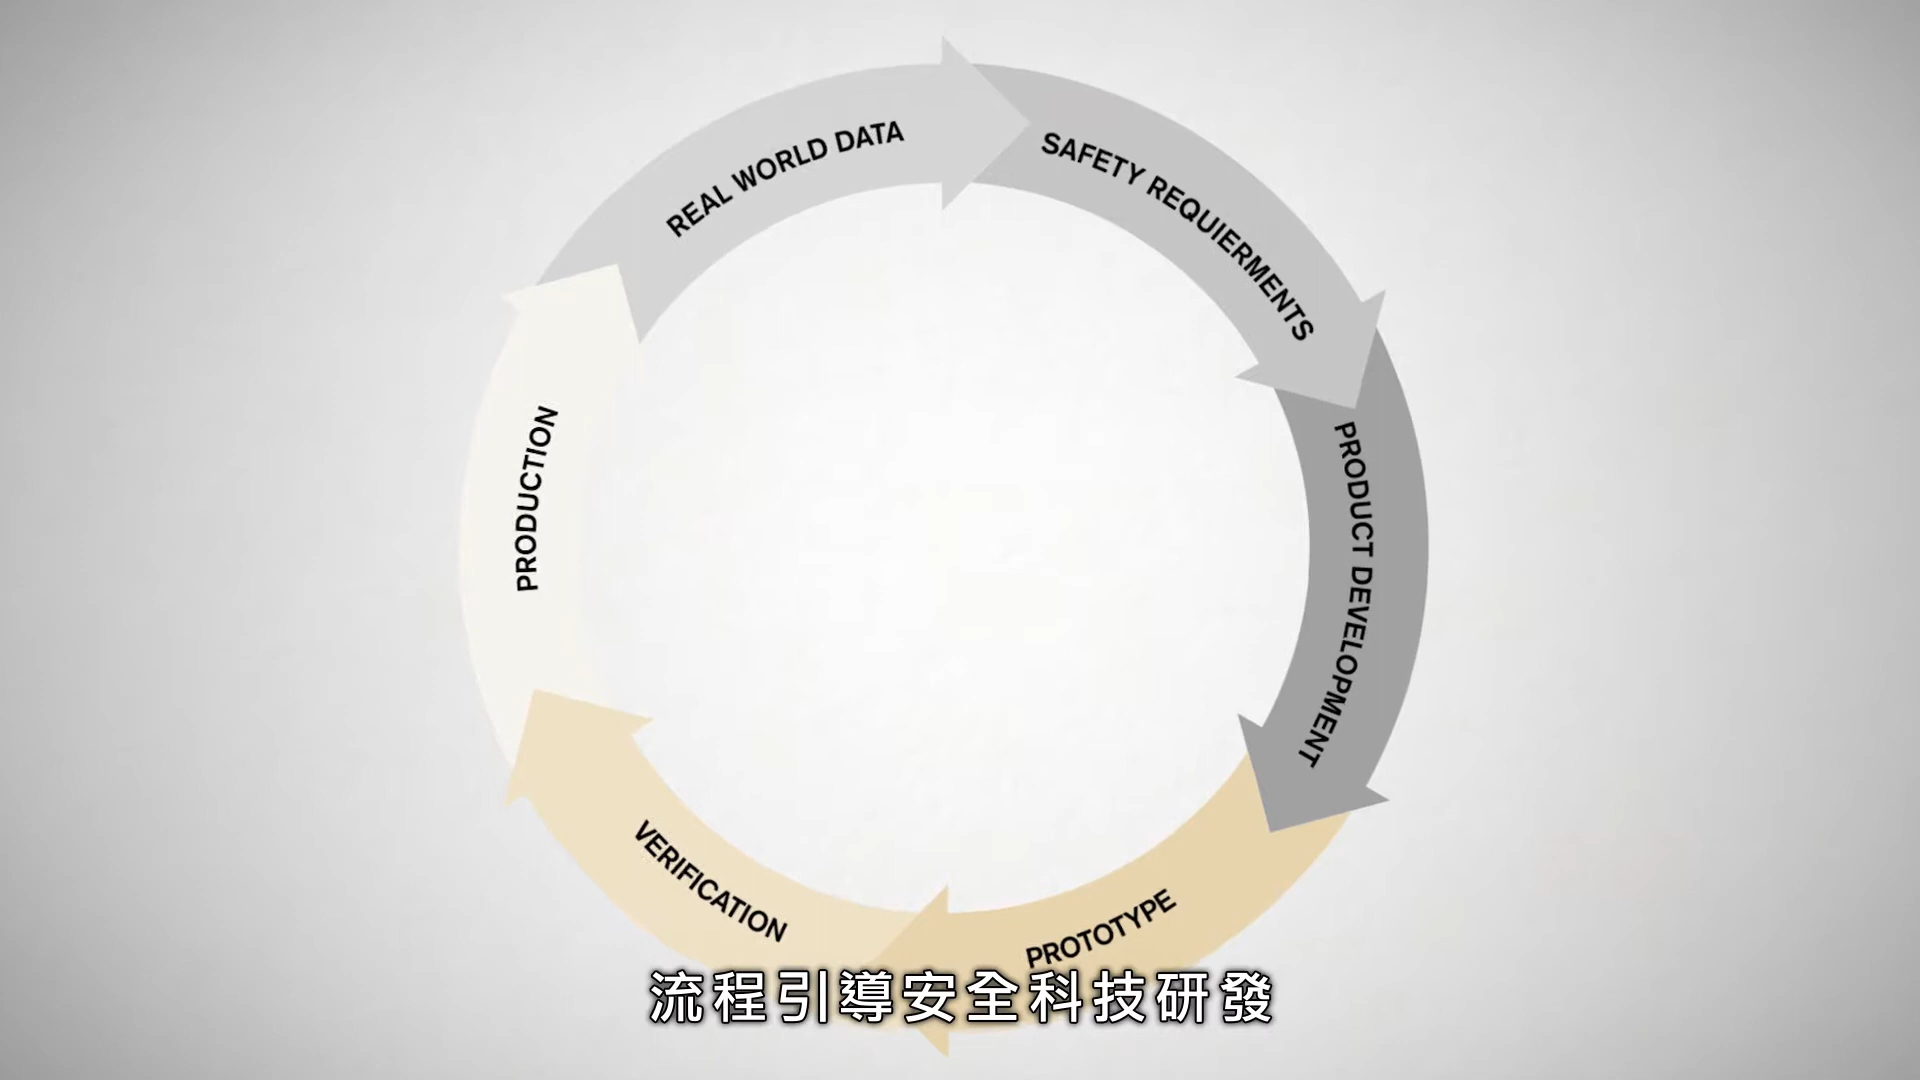 REAL WORLD DATA
SAFETY REQUIERMENTS
PRODUCT DEVELOPMENT
PROTOTYPE
VERIFICATION
PRODUCTION
流程引導安全科技研發